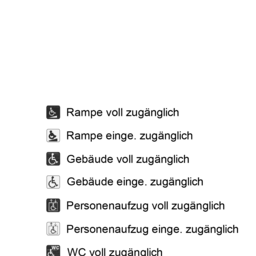 Rampe voll zugänglich
Rampe einge. zugänglich
Gebäude voll zugänglich
Gebäude einge. zugänglich
Personenaufzug voll zugänglich
Personenaufzug einge. zugänglich
WC voll zugänglich